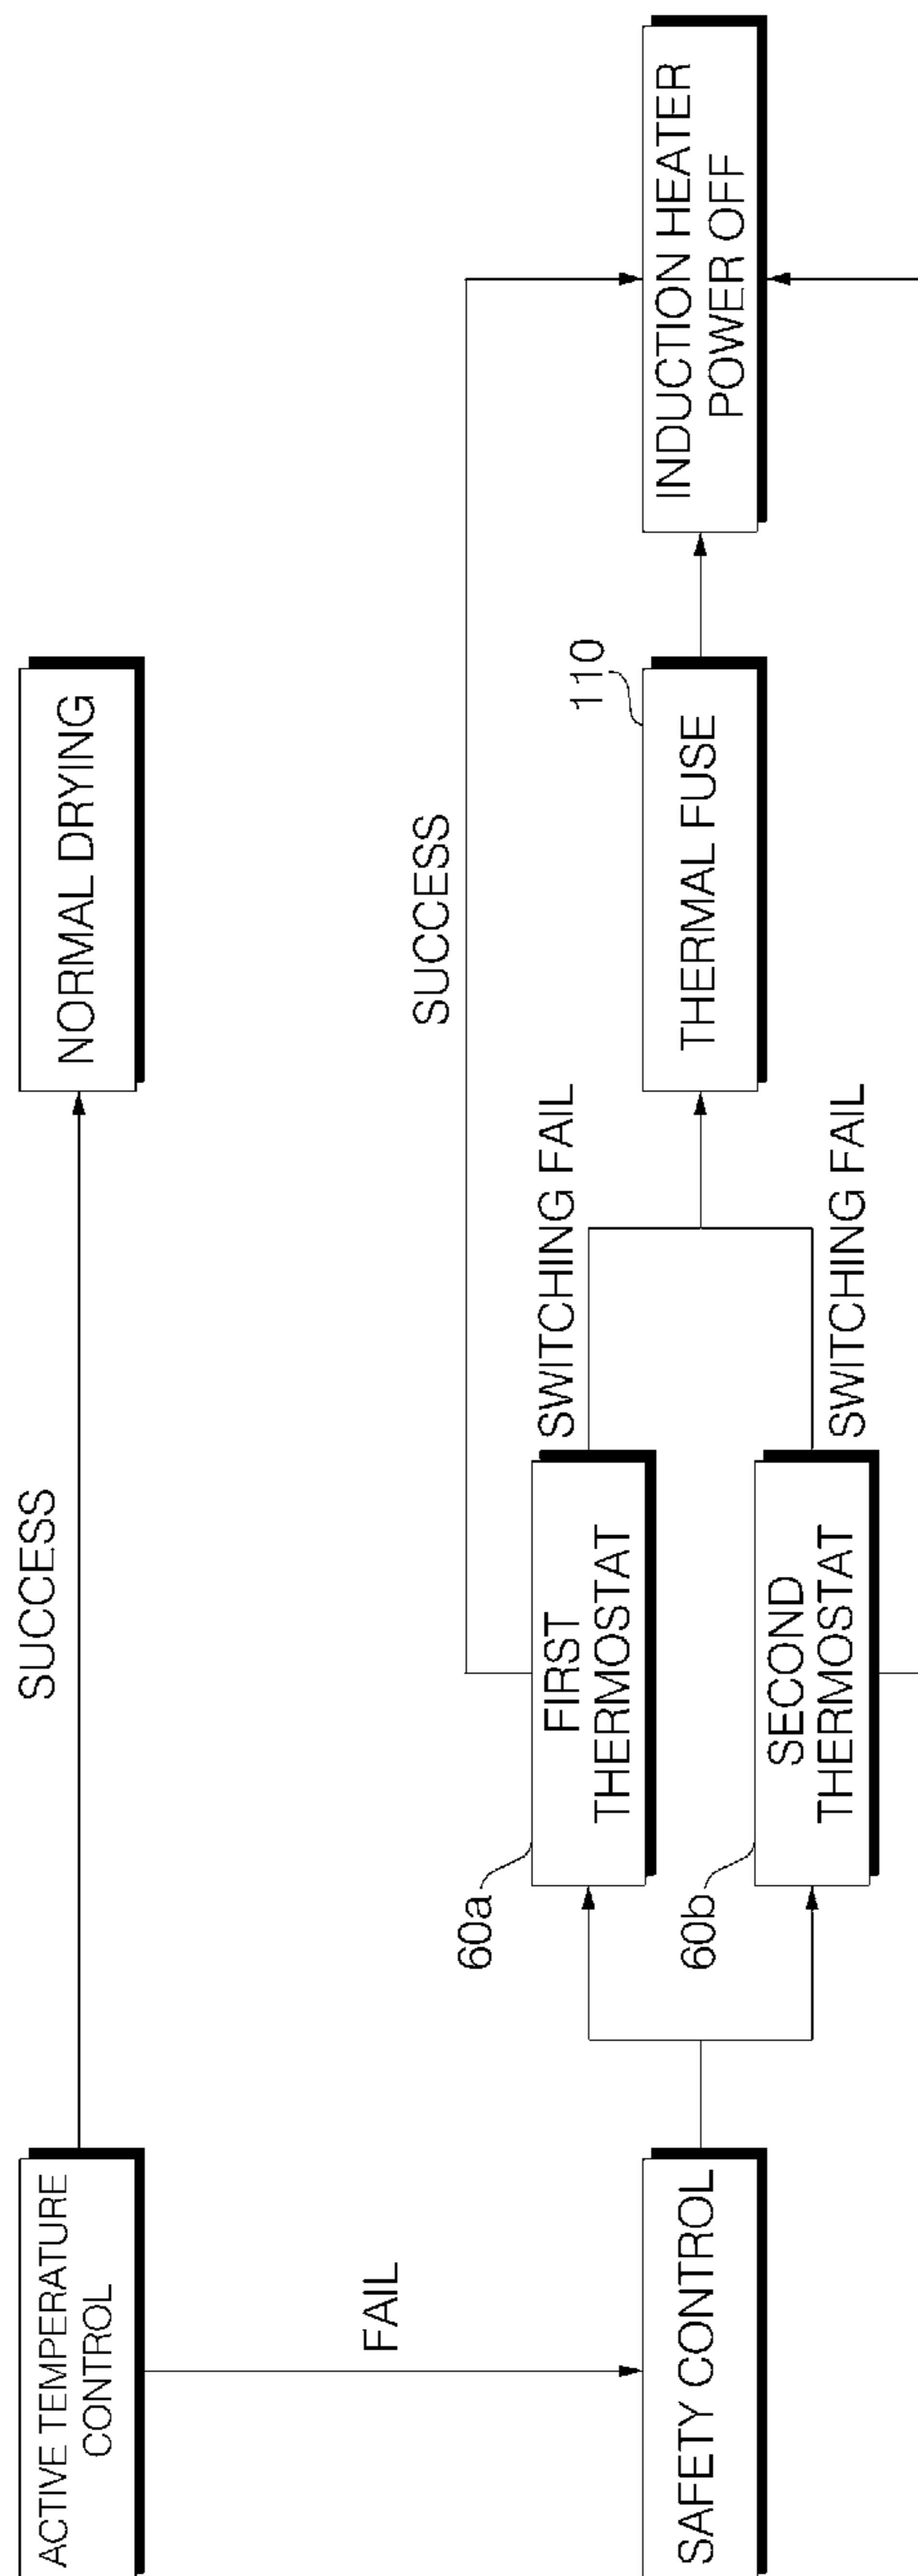 SUCCESS
ACTIVE TEMPERATURE
CONTROL
NORMAL DRYING
FAIL
SUCCESS
60a
FIRST
THERMOSTAT
SWITCHING FAIL
110
SAFETY CONTROL
THERMAL FUSE
INDUCTION HEATER
POWER OFF
60b
SECOND
THERMOSTAT
SWITCHING FAIL